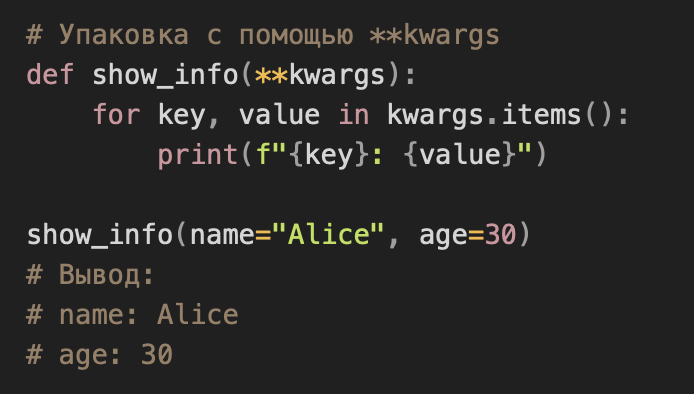 # Упаковка с помощью **kwargs
def show_info(**kwargs):
    for key, value in kwargs.items():
        print(f"{key}: {value}")

show_info(name="Alice", age=30)
# Вывод:
# name: Alice
# age: 30